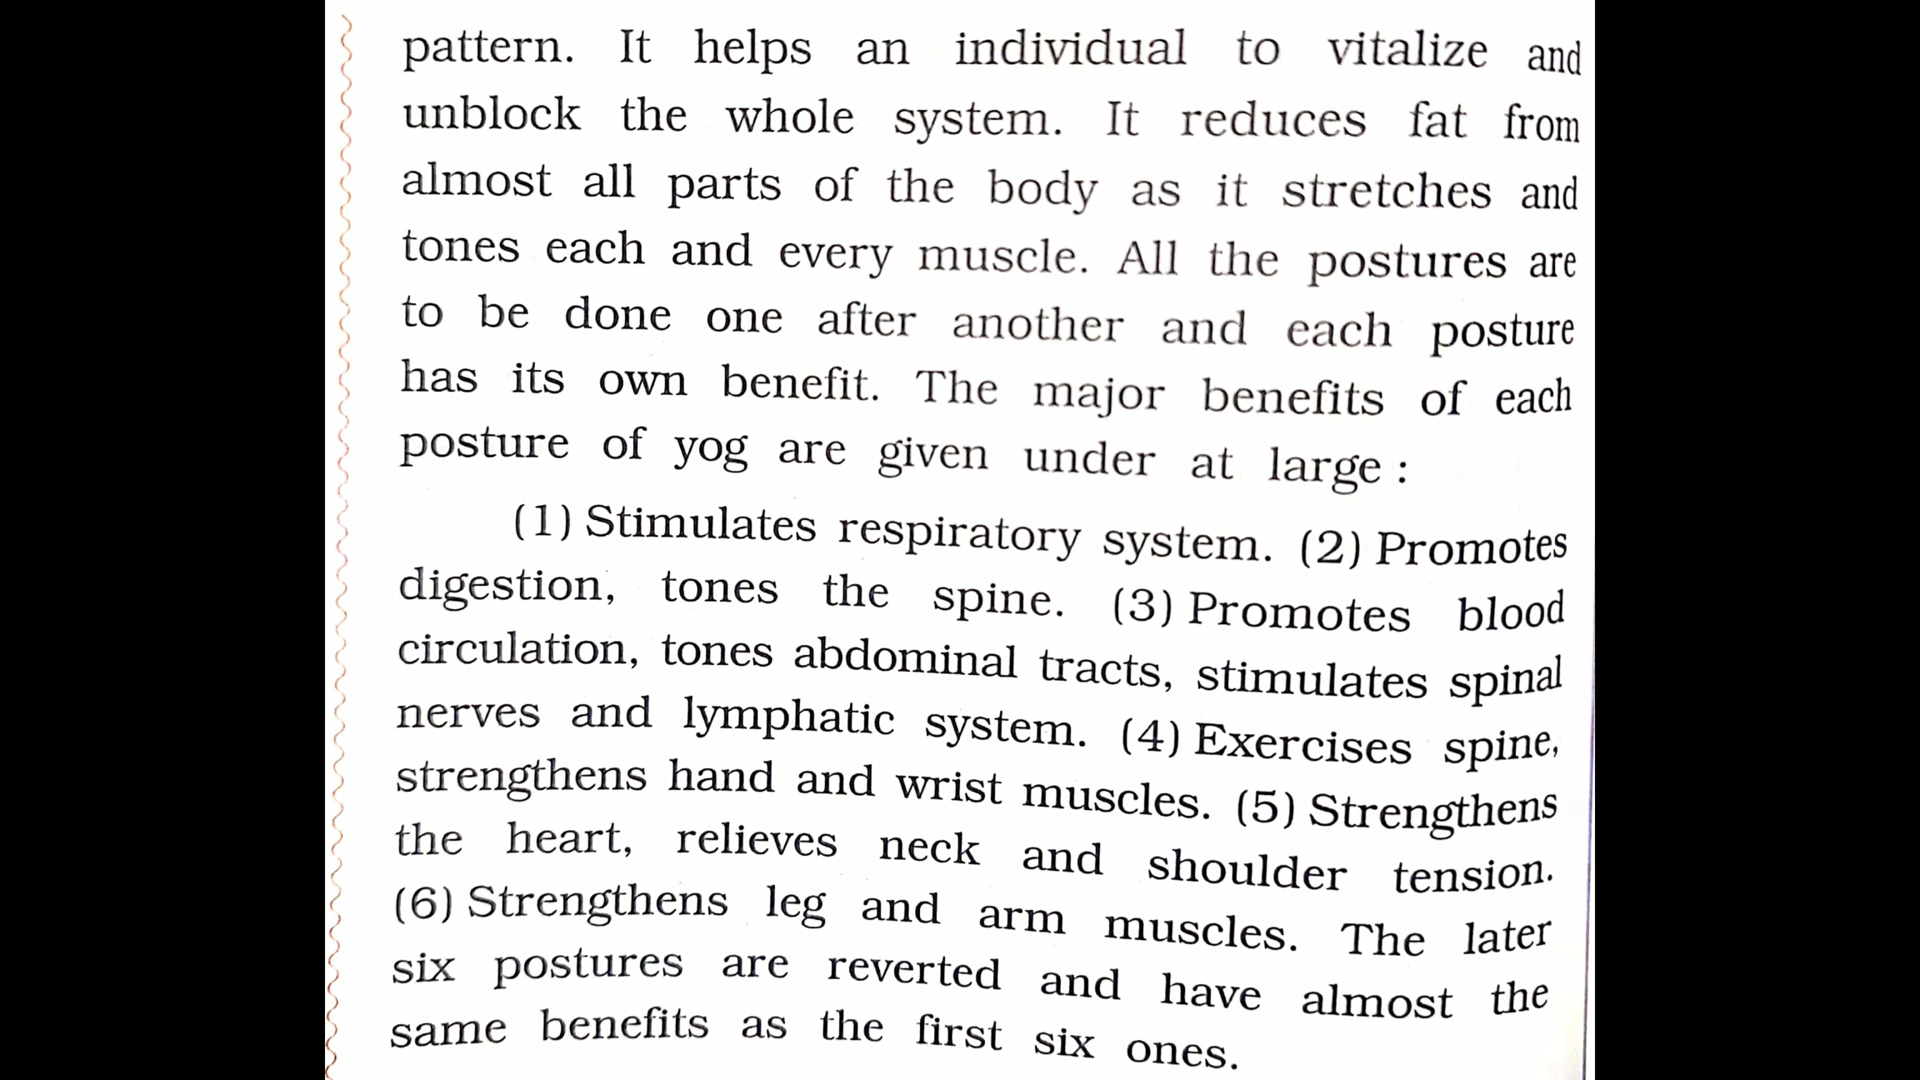 pattern. It helps an individual to vitalize and
unblock the whole system. It reduces fat from
almost all parts of the body as it stretches and
tones each and every muscle. All the postures are
to be done one after another and each posture
has its own benefit. The major benefits of each
posture of yog are given under at large :
(1) Stimulates respiratory system. (2) Promotes
digestion, tones the spine. (3) Promotes blood
circulation, tones abdominal tracts, stimulates spinal
nerves and lymphatic system. (4) Exercises spine,
strengthens hand and wrist muscles. (5) Strengthens
the heart, relieves neck and shoulder tension.
(6) Strengthens leg and arm muscles. The later
six postures are reverted and have almost the
same benefits as the first six ones.